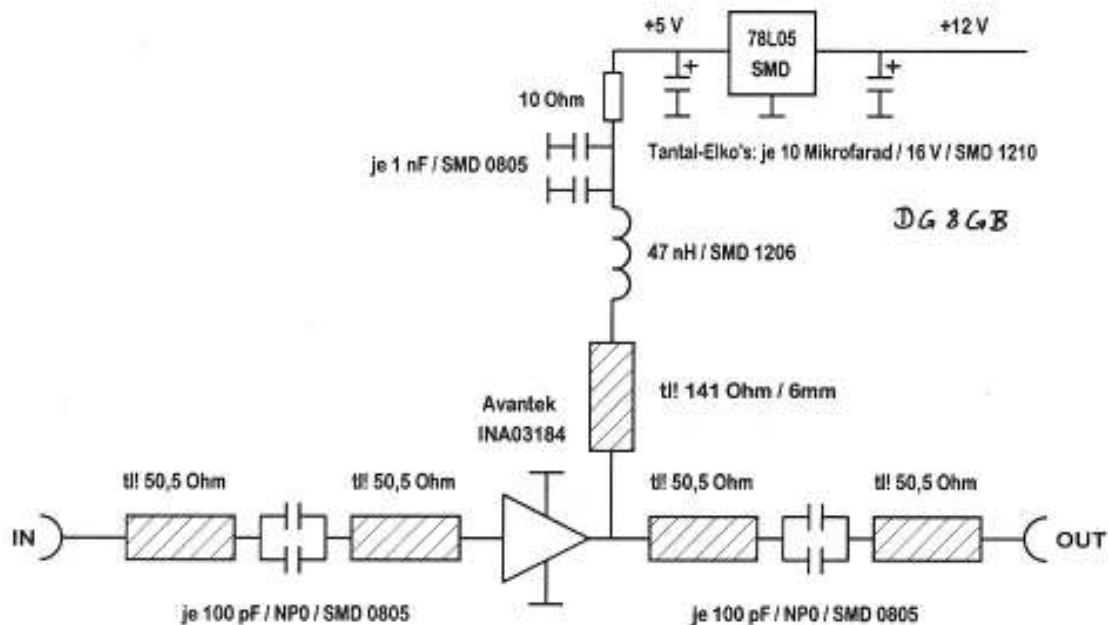 +5 V
78L05
SMD
+12 V
10 Ohm
Tantal-Elko's: je 10 Mikrofarad / 16 V / SMD 1210
je 1 nF / SMD 0805
DG8GB
47 nH / SMD 1206
tl! 141 Ohm / 6mm
Avantek
INA03184
tl! 50,5 Ohm
tl! 50,5 Ohm
tl! 50,5 Ohm
tl! 50,5 Ohm
IN
OUT
je 100 pF / NP0 / SMD 0805
je 100 pF / NP0 / SMD 0805